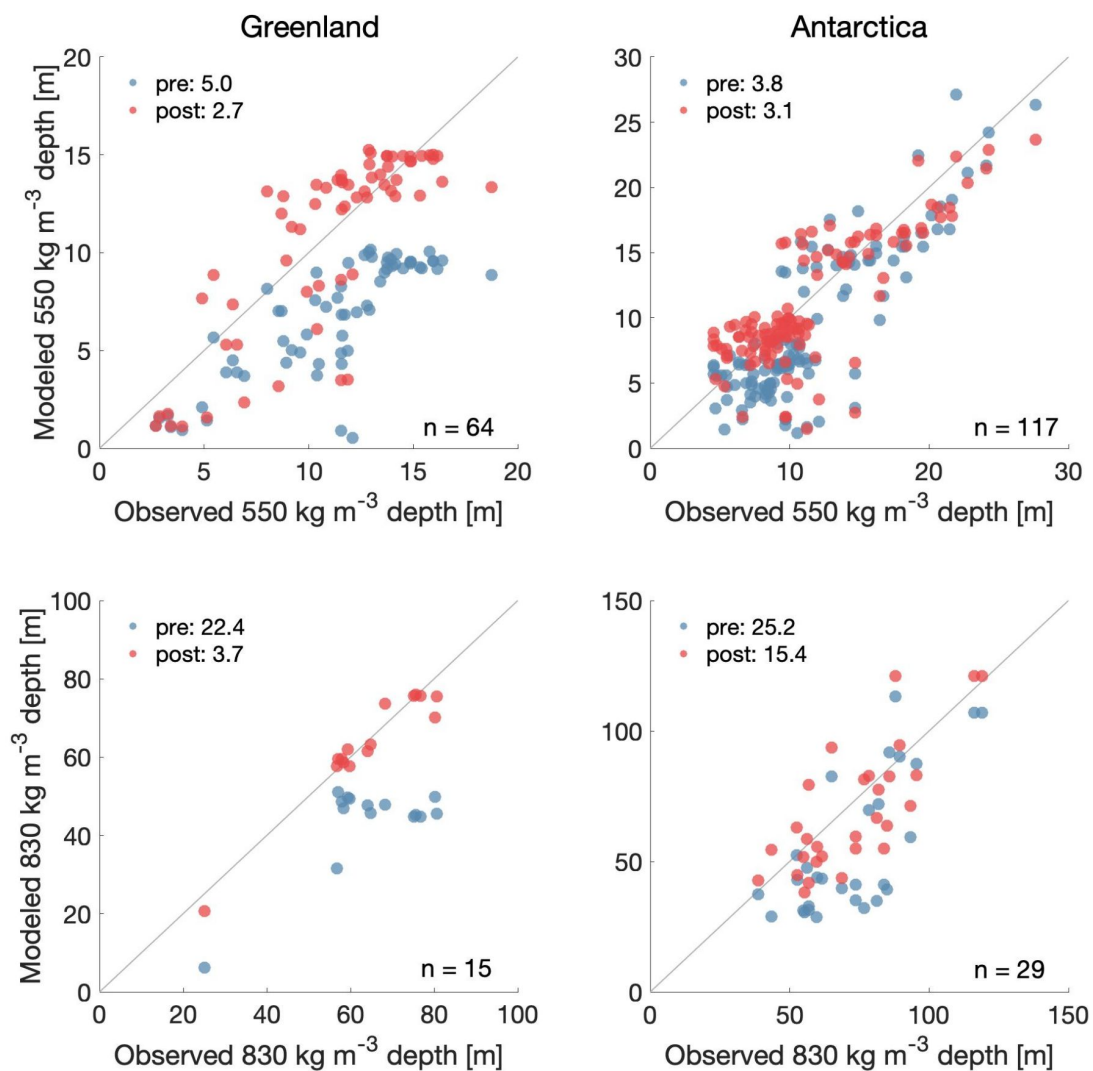 Greenland
Antarctica
20
15
10
5
0
Modeled 550 kg m⁻³ depth [m]
pre: 5.0
post: 2.7
n = 64
0 5 10 15 20
Observed 550 kg m⁻³ depth [m]
30
25
20
15
10
5
0
pre: 3.8
post: 3.1
n = 117
0 10 20 30
Observed 550 kg m⁻³ depth [m]
100
80
60
40
20
0
Modeled 830 kg m⁻³ depth [m]
pre: 22.4
post: 3.7
n = 15
0 20 40 60 80 100
Observed 830 kg m⁻³ depth [m]
150
100
50
0
pre: 25.2
post: 15.4
n = 29
0 50 100 150
Observed 830 kg m⁻³ depth [m]